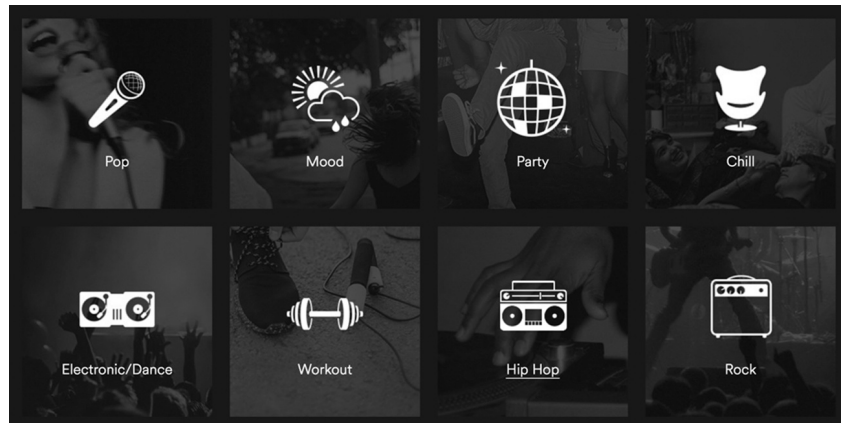 Pop
Mood
Party
Chill
Electronic/Dance
Workout
Hip Hop
Rock